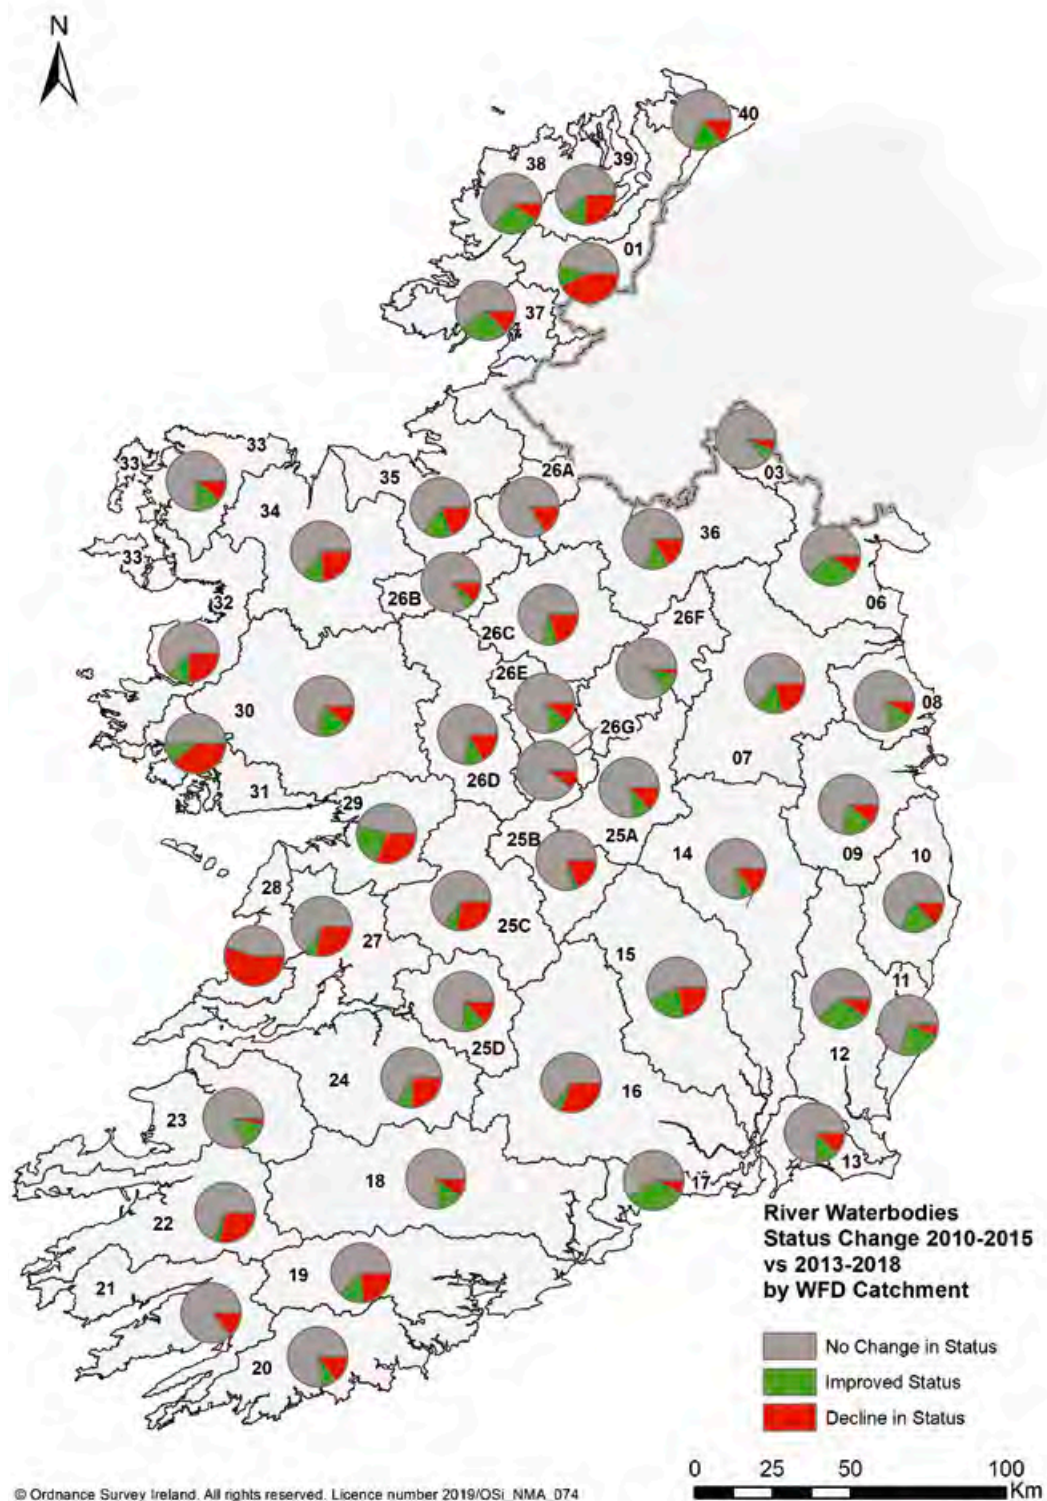 N
40
39
38
01
37
03
33
33
26A
35
34
36
33
32
26B
06
26F
26C
26E
08
30
26G
07
26D
31
29
25B
25A
14
09
10
28
25C
27
15
11
25D
12
24
16
23
13
18
17
22
19
21
20
River Waterbodies
Status Change 2010-2015
vs 2013-2018
by WFD Catchment
No Change in Status
Improved Status
Decline in Status
0 25 50 100
Km
© Ordnance Survey Ireland. All rights reserved. Licence number 2019/OSi_NMA_074